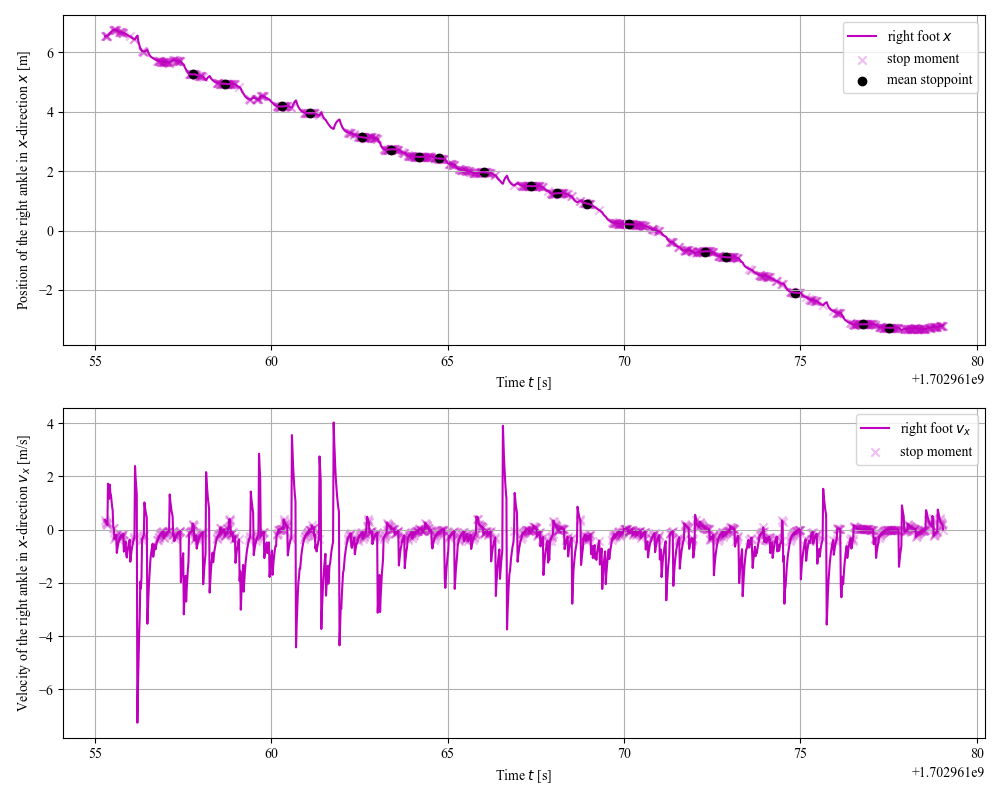 Position of the right ankle in x-direction x [m]
6
4
2
0
−2
right foot x
stop moment
mean stoppoint
55
60
65
70
75
80
Time t [s]
+1.702961e9
Velocity of the right ankle in x-direction vₓ [m/s]
4
2
0
−2
−4
−6
right foot vₓ
stop moment
55
60
65
70
75
80
Time t [s]
+1.702961e9